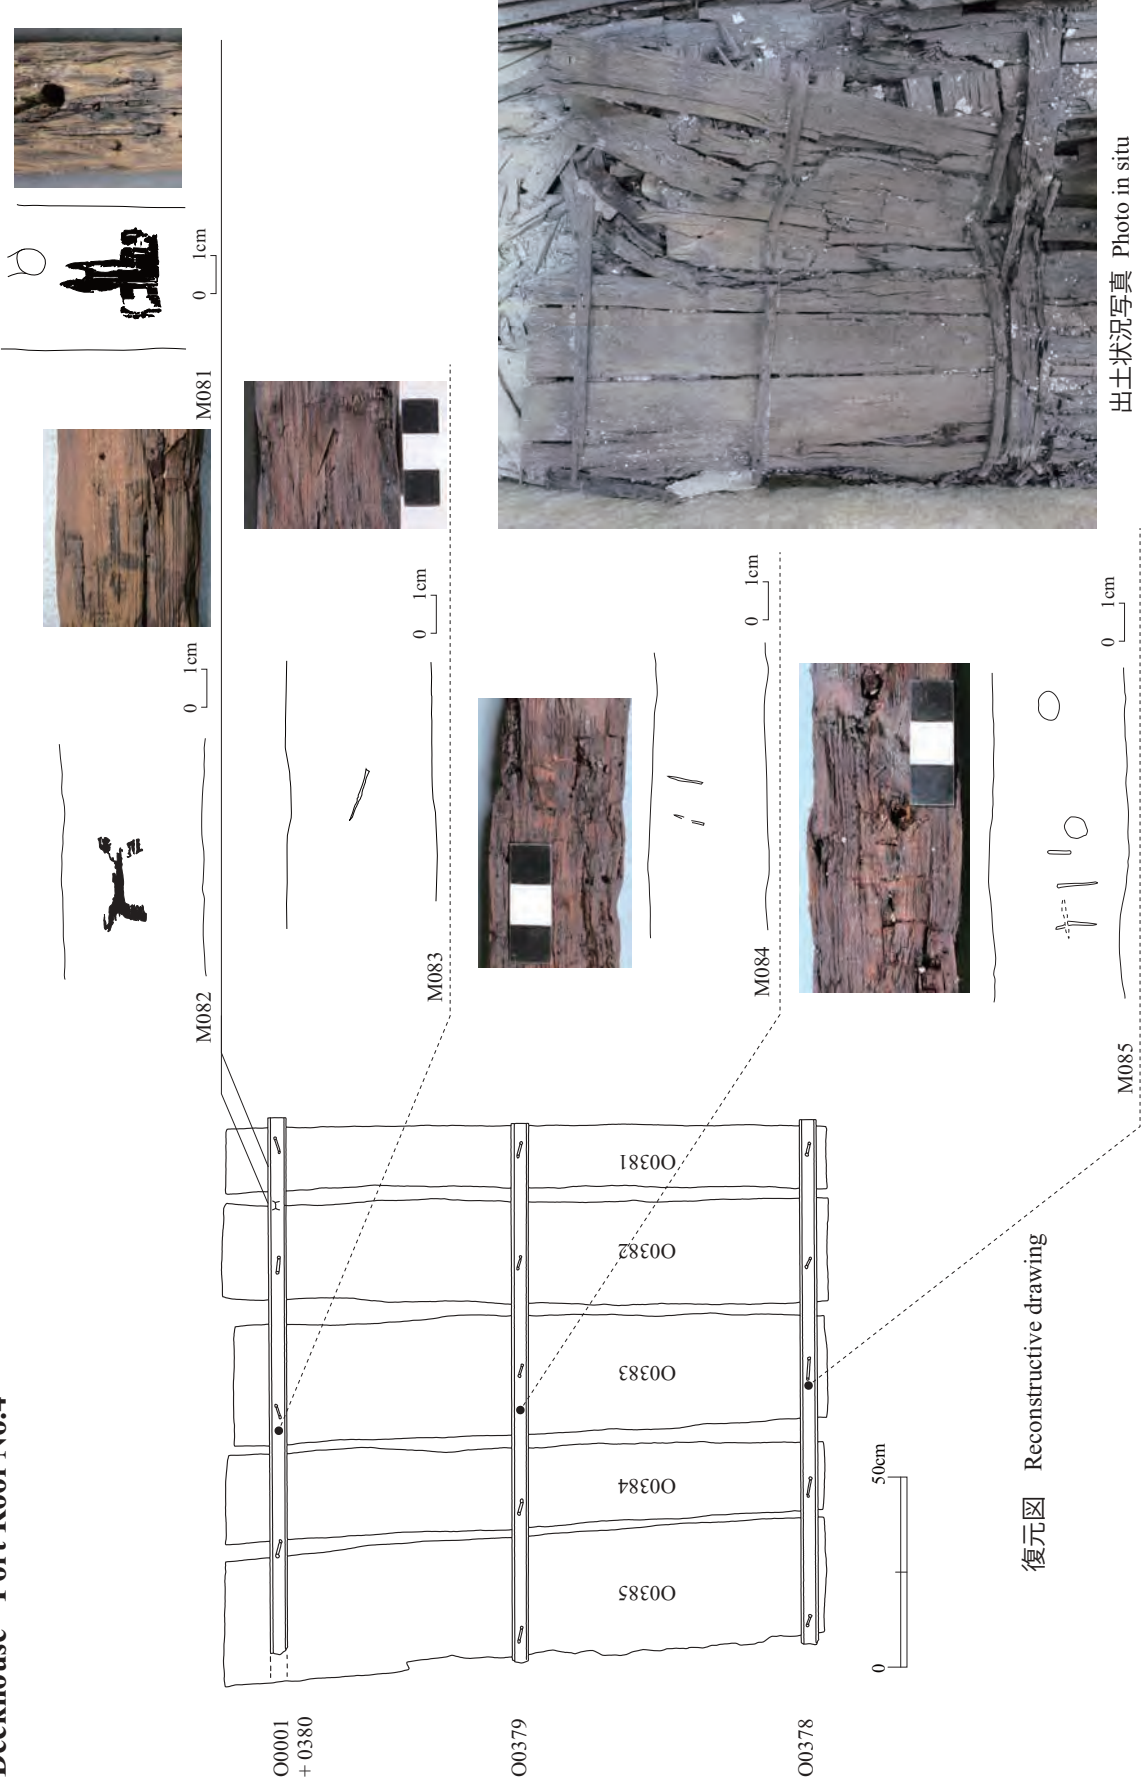 Deckhouse Port Roof No.4
M081
0 1cm
M082
0 1cm
M083
0 1cm
M084
0 1cm
M085
0 1cm
O0001
+ 0380
O0379
O0378
O0381
O0382
O0383
O0384
O0385
0 50cm
復元図 Reconstructive drawing
出土状況写真 Photo in situ